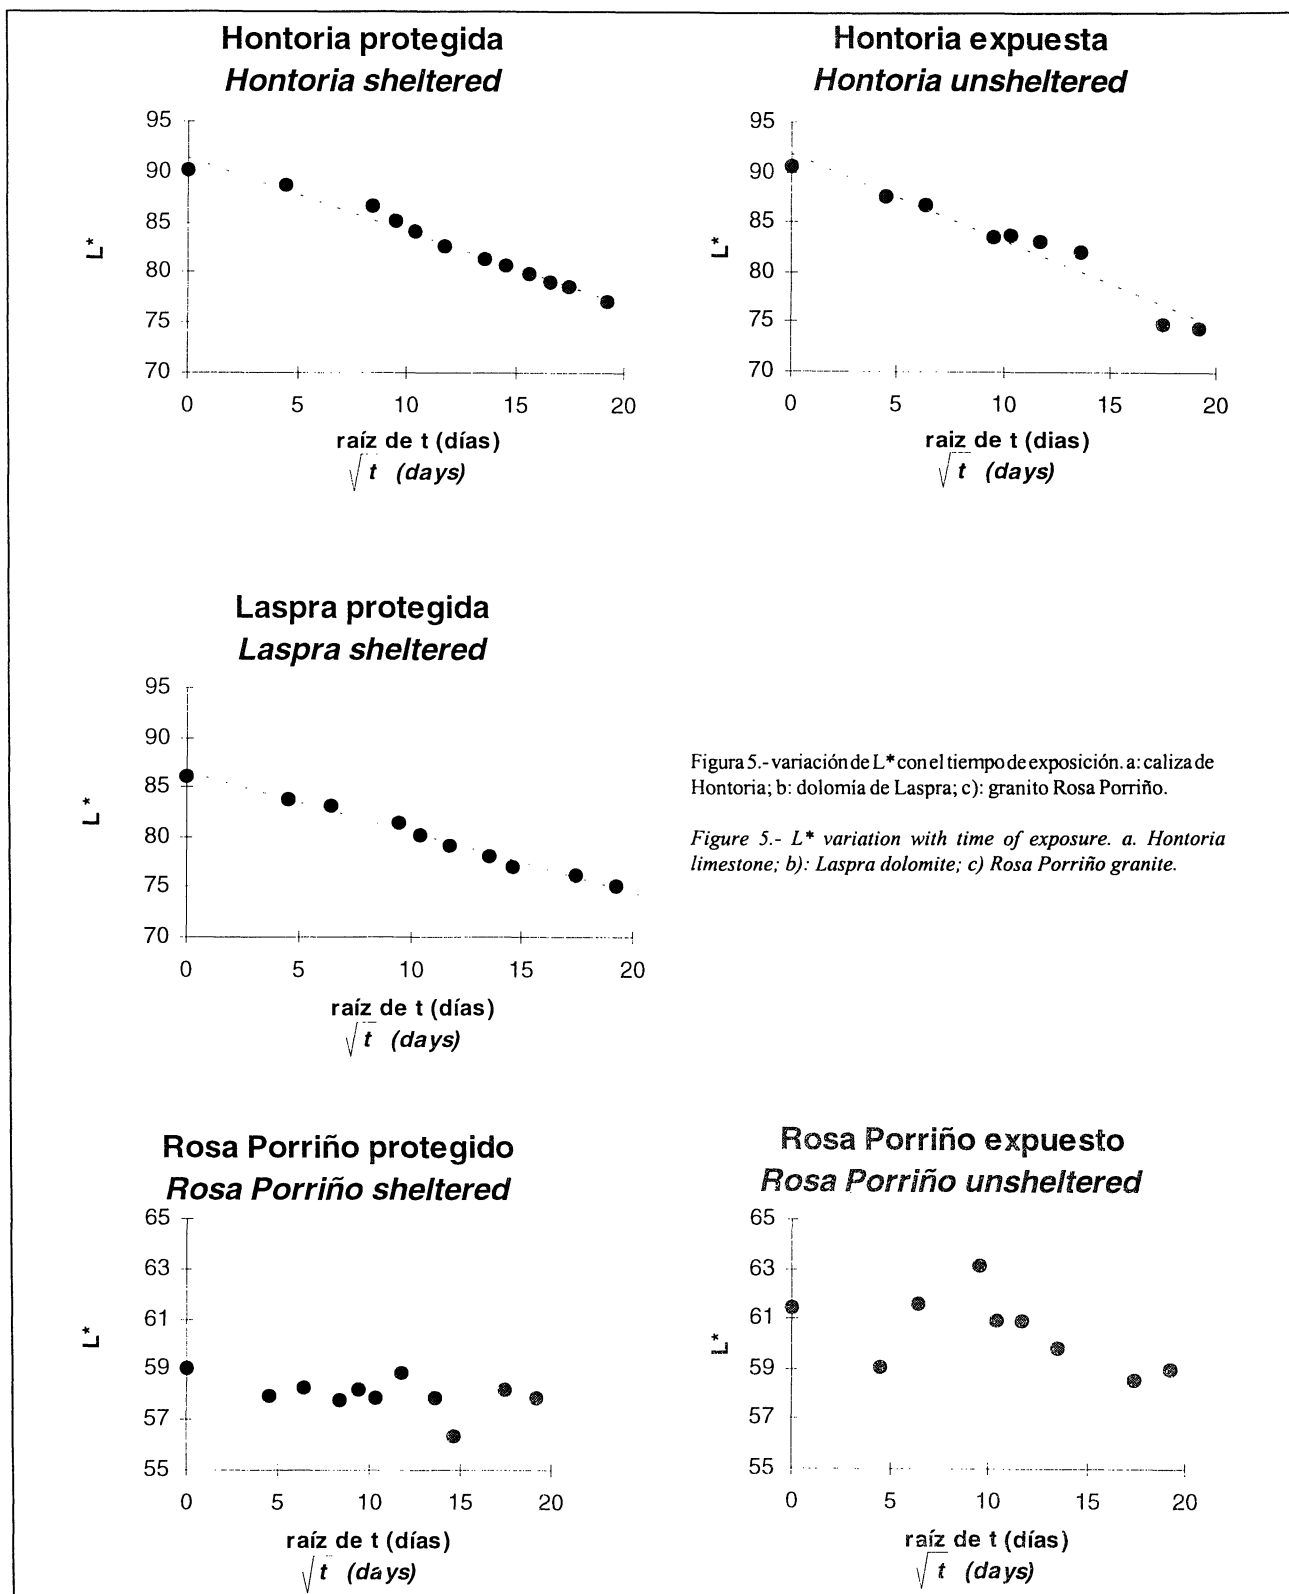 Hontoria protegida
Hontoria sheltered
95
90
85
80
75
70
L*
0 5 10 15 20
raíz de t (días)
√t (days)
Hontoria expuesta
Hontoria unsheltered
95
90
85
80
75
70
L*
0 5 10 15 20
raiz de t (dias)
√t (days)
Laspra protegida
Laspra sheltered
95
90
85
80
75
70
L*
0 5 10 15 20
raíz de t (días)
√t (days)
Figura 5.- variación de L* con el tiempo de exposición. a: caliza de
Hontoria; b: dolomía de Laspra; c): granito Rosa Porriño.
Figure 5.- L* variation with time of exposure. a. Hontoria
limestone; b): Laspra dolomite; c) Rosa Porriño granite.
Rosa Porriño protegido
Rosa Porriño sheltered
65
63
61
59
57
55
L*
0 5 10 15 20
raíz de t (días)
√t (days)
Rosa Porriño expuesto
Rosa Porriño unsheltered
65
63
61
59
57
55
L*
0 5 10 15 20
raíz de t (días)
√t (days)